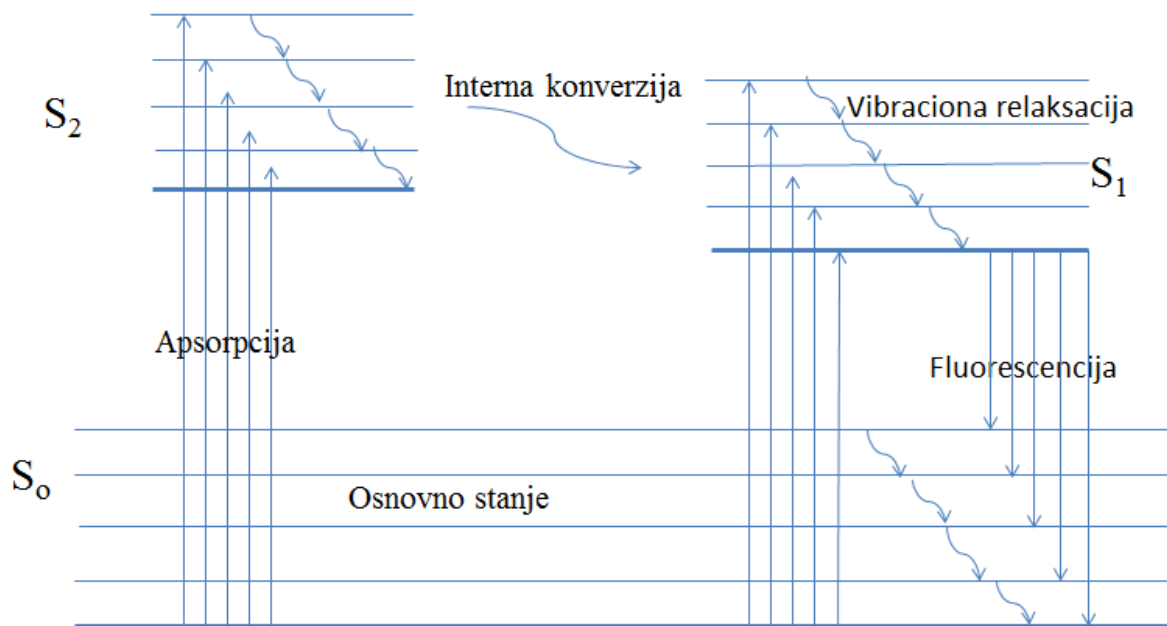 Interna konverzija
Vibraciona relaksacija
S₂
S₁
Apsorpcija
Fluorescencija
Sₒ
Osnovno stanje